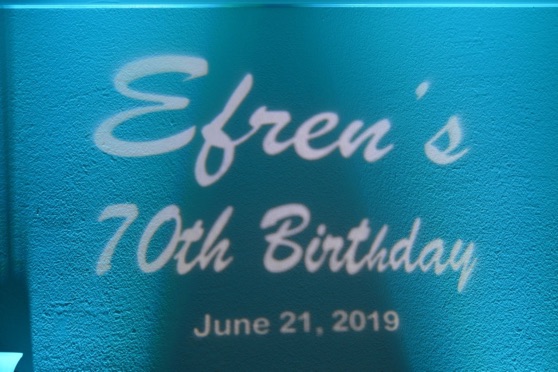 Efren's
70th Birthday
June 21, 2019